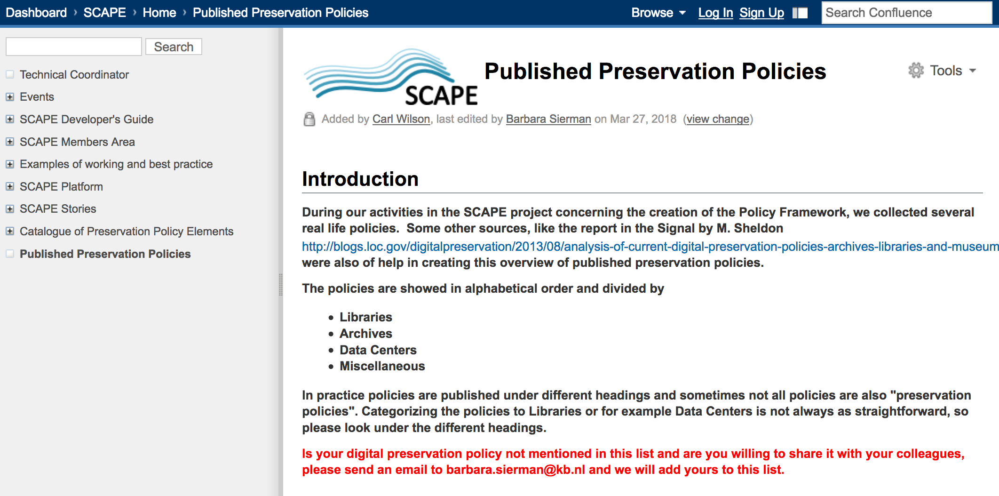 Dashboard › SCAPE › Home › Published Preservation Policies
Browse Log In Sign Up Search Confluence
Search
Technical Coordinator
Events
SCAPE Developer's Guide
SCAPE Members Area
Examples of working and best practice
SCAPE Platform
SCAPE Stories
Catalogue of Preservation Policy Elements
Published Preservation Policies
SCAPE
Published Preservation Policies
Tools
Added by Carl Wilson, last edited by Barbara Sierman on Mar 27, 2018 (view change)
Introduction
During our activities in the SCAPE project concerning the creation of the Policy Framework, we collected several
real life policies. Some other sources, like the report in the Signal by M. Sheldon
http://blogs.loc.gov/digitalpreservation/2013/08/analysis-of-current-digital-preservation-policies-archives-libraries-and-museum
were also of help in creating this overview of published preservation policies.
The policies are showed in alphabetical order and divided by
• Libraries
• Archives
• Data Centers
• Miscellaneous
In practice policies are published under different headings and sometimes not all policies are also "preservation
policies". Categorizing the policies to Libraries or for example Data Centers is not always as straightforward, so
please look under the different headings.
Is your digital preservation policy not mentioned in this list and are you willing to share it with your colleagues,
please send an email to barbara.sierman@kb.nl and we will add yours to this list.